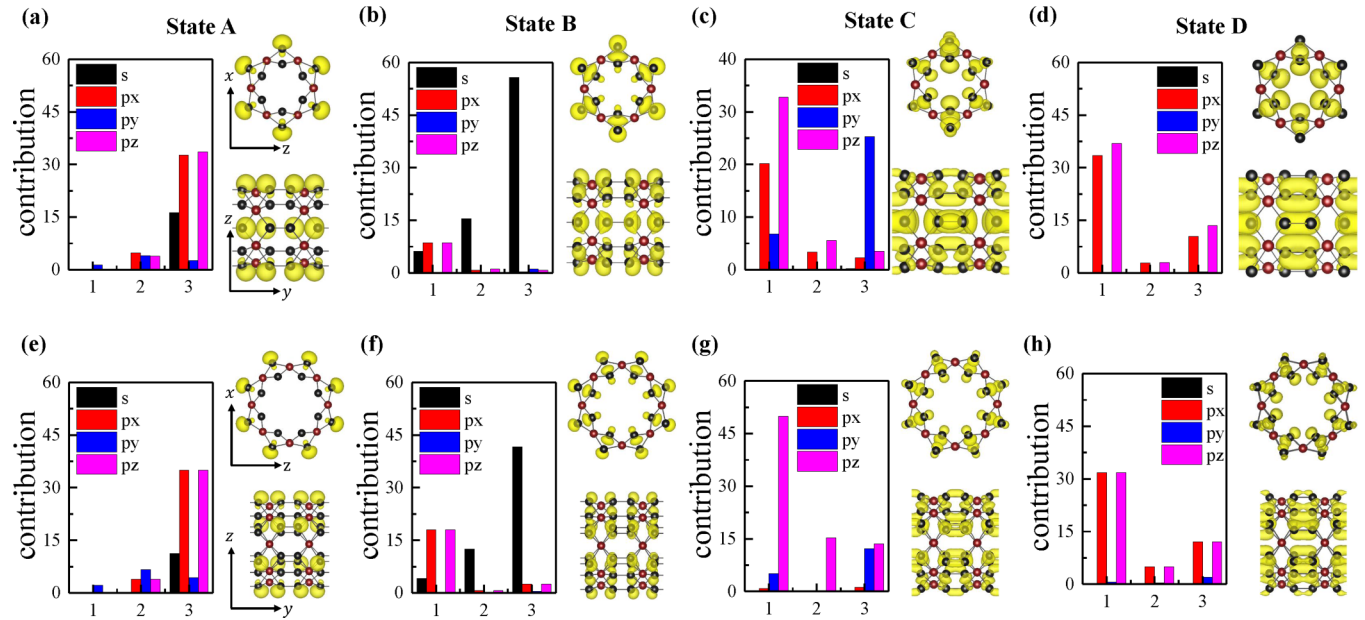 (a) State A
60
45
30
15
0
contribution
s
px
py
pz
1 2 3
x
z
z
y
(b) State B
60
45
30
15
0
contribution
s
px
py
pz
1 2 3
(c) State C
40
30
20
10
0
contribution
s
px
py
pz
1 2 3
(d) State D
60
45
30
15
0
contribution
s
px
py
pz
1 2 3
(e)
60
45
30
15
0
contribution
s
px
py
pz
1 2 3
x
z
z
y
(f)
60
45
30
15
0
contribution
s
px
py
pz
1 2 3
(g)
60
45
30
15
0
contribution
s
px
py
pz
1 2 3
(h)
60
45
30
15
0
contribution
s
px
py
pz
1 2 3